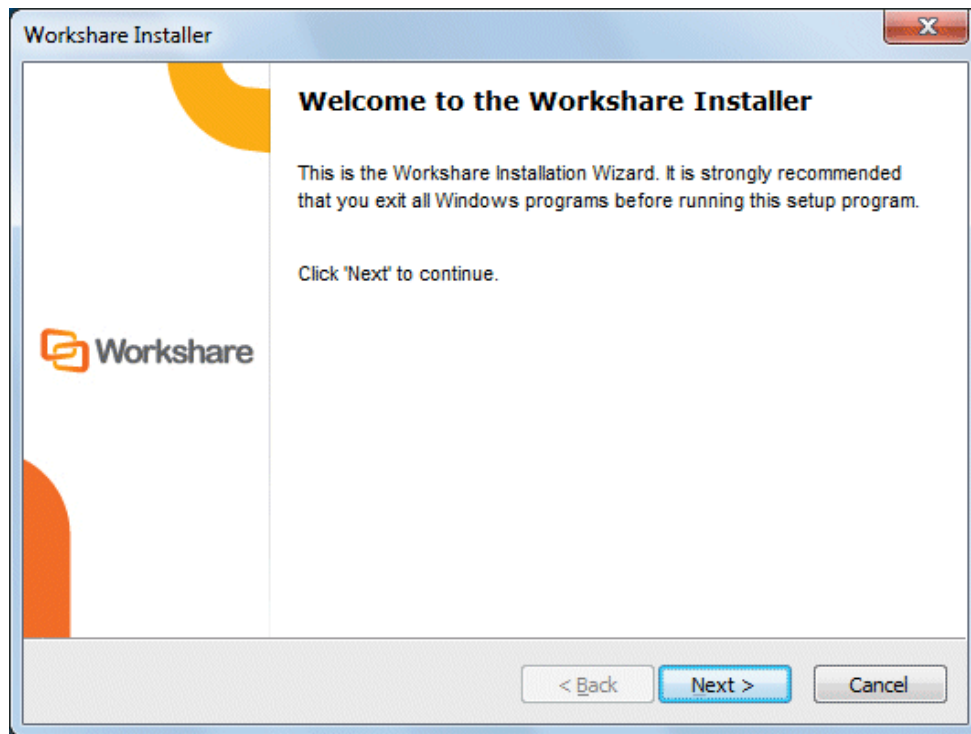 Workshare Installer
Welcome to the Workshare Installer
This is the Workshare Installation Wizard. It is strongly recommended
that you exit all Windows programs before running this setup program.
Click 'Next' to continue.
Workshare
< Back
Next >
Cancel